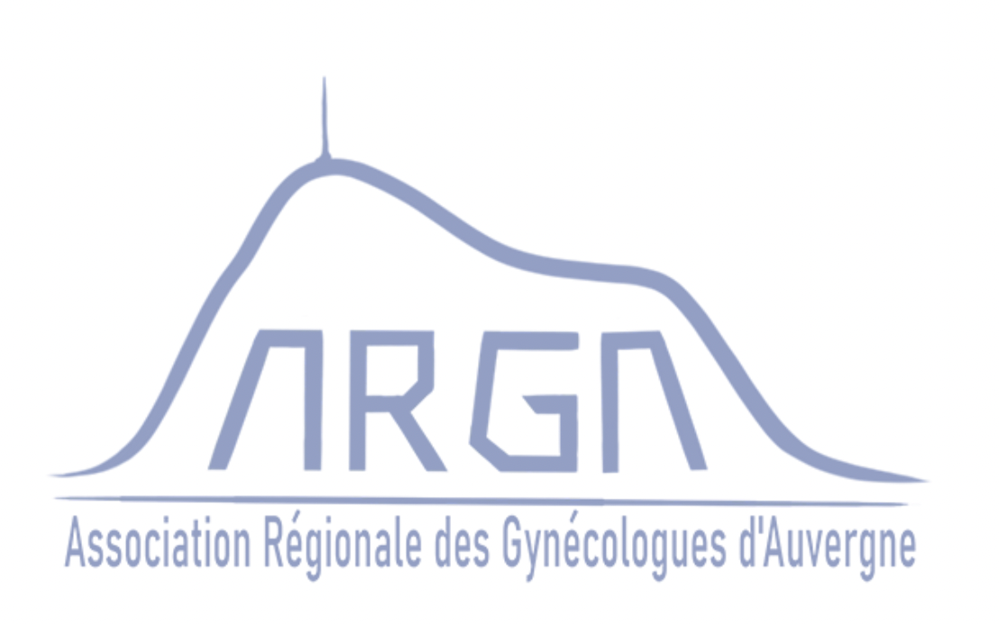 ARGA
Association Régionale des Gynécologues d'Auvergne